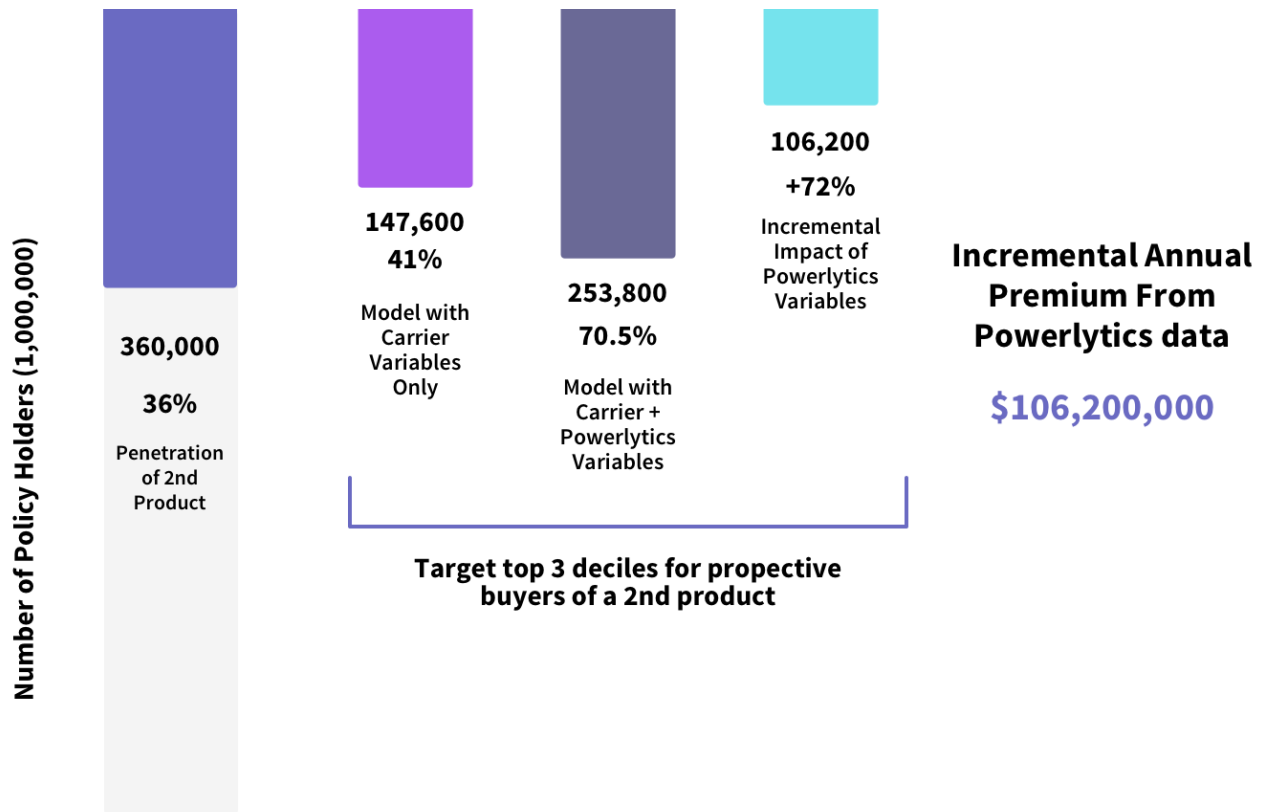 Number of Policy Holders (1,000,000)
360,000
36%
Penetration
of 2nd
Product
147,600
41%
Model with
Carrier
Variables
Only
253,800
70.5%
Model with
Carrier +
Powerlytics
Variables
106,200
+72%
Incremental
Impact of
Powerlytics
Variables
Target top 3 deciles for propective
buyers of a 2nd product
Incremental Annual
Premium From
Powerlytics data
$106,200,000